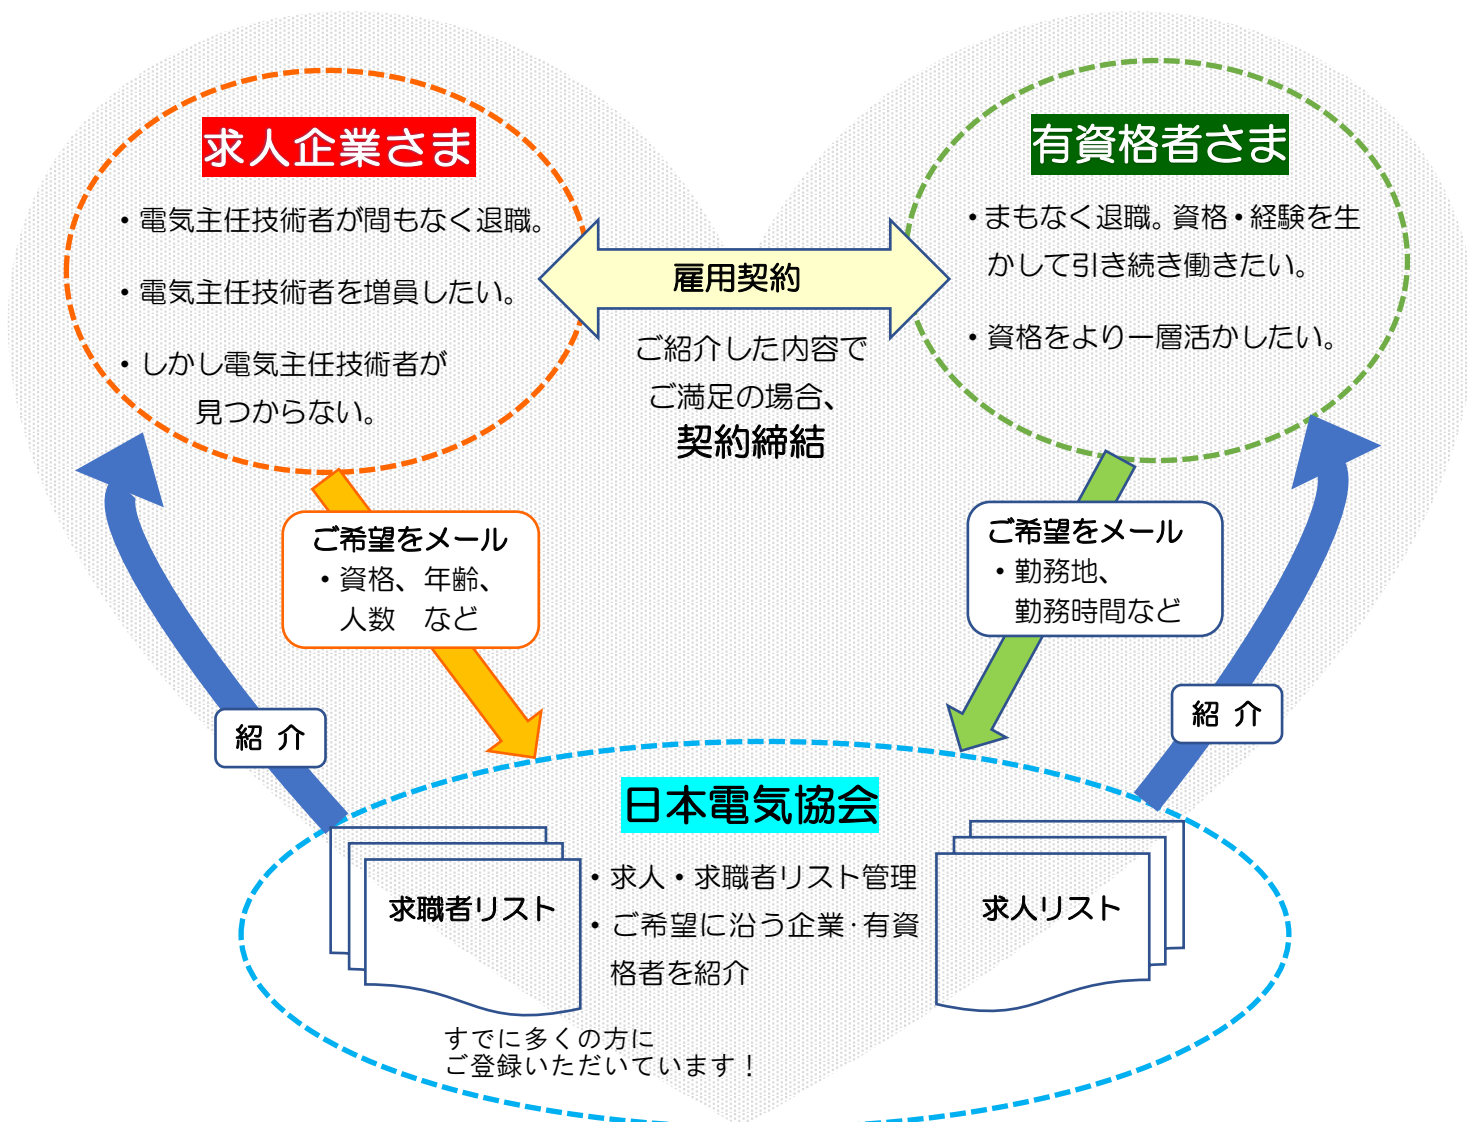 求人企業さま
・電気主任技術者が間もなく退職。
・電気主任技術者を増員したい。
・しかし電気主任技術者が
見つからない。
有資格者さま
・まもなく退職。資格・経験を生
かして引き続き働きたい。
・資格をより一層活かしたい。
雇用契約
ご紹介した内容で
ご満足の場合、
契約締結
ご希望をメール
・資格、年齢、
人数　など
ご希望をメール
・勤務地、
勤務時間など
紹 介
紹 介
日本電気協会
・求人・求職者リスト管理
・ご希望に沿う企業・有資
格者を紹介
求職者リスト
求人リスト
すでに多くの方に
ご登録いただいています！